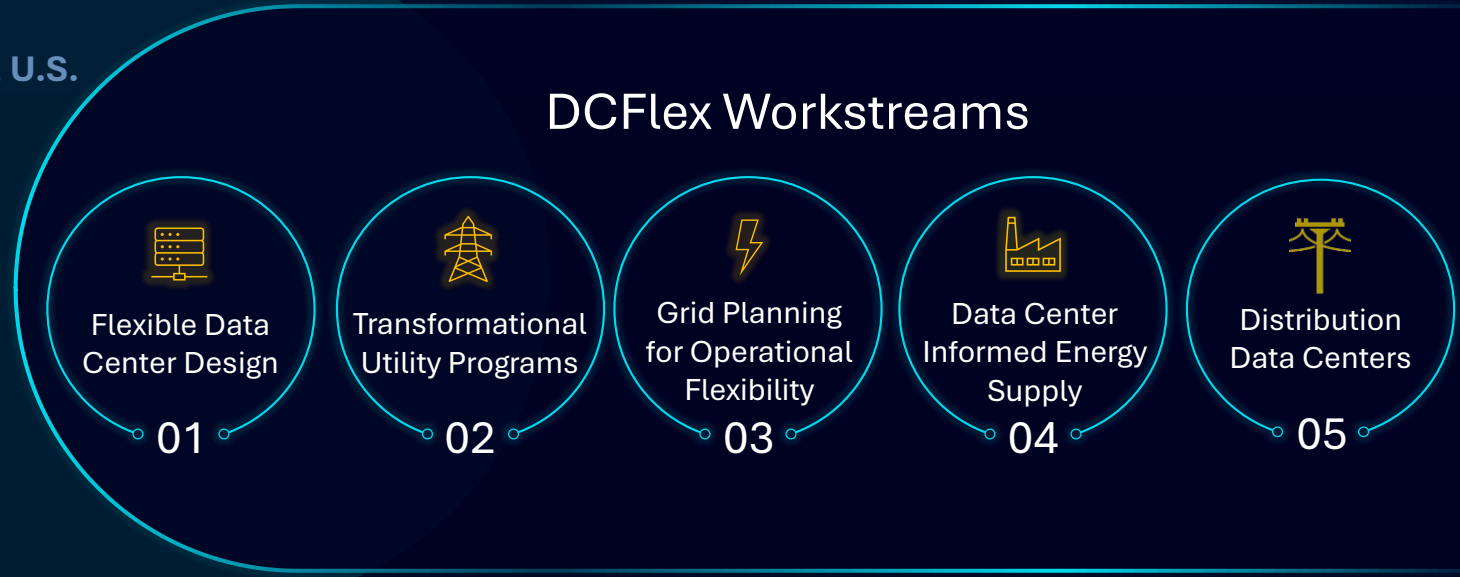 U.S.
DCFlex Workstreams
Flexible Data
Center Design
01
Transformational
Utility Programs
02
Grid Planning
for Operational
Flexibility
03
Data Center
Informed Energy
Supply
04
Distribution
Data Centers
05